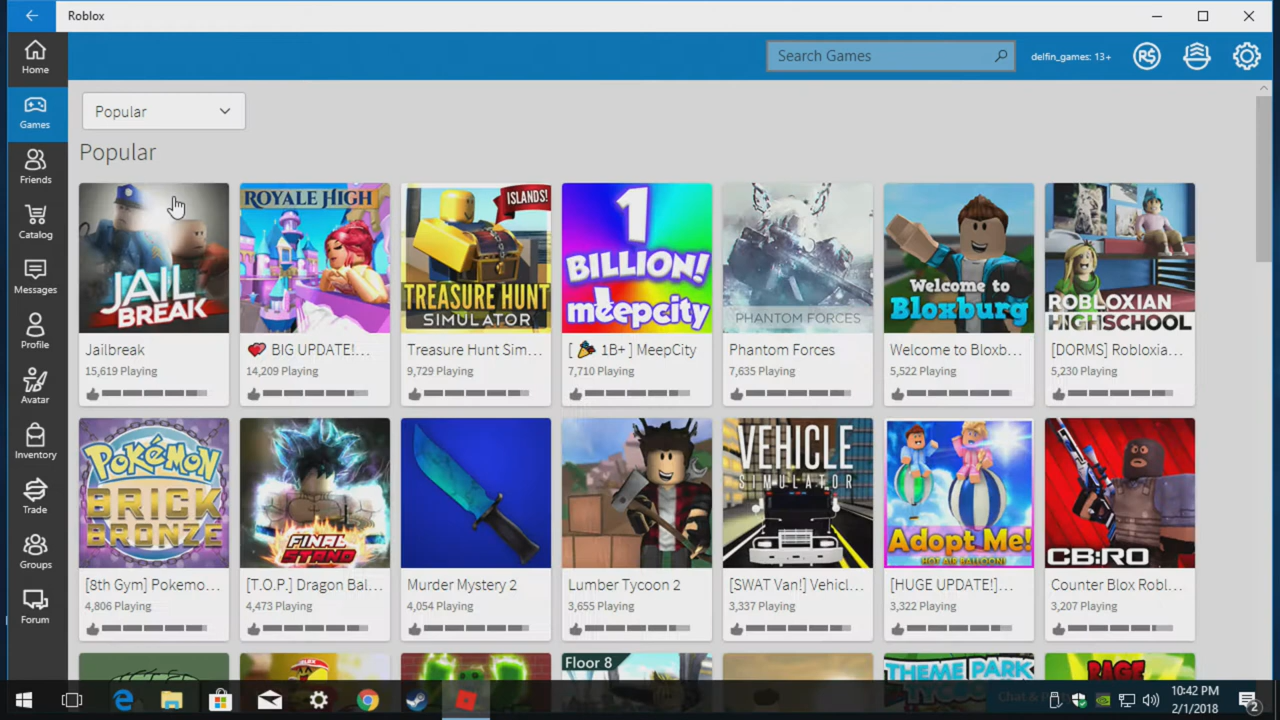 Roblox
Home
Games
Friends
Catalog
Messages
Profile
Avatar
Inventory
Trade
Groups
Forum
Search Games
delfin_games: 13+
R$
Popular
Popular
JAIL
BREAK
Jailbreak
15,619 Playing
ROYALE HIGH
BIG UPDATE!...
14,209 Playing
ISLANDS!
TREASURE HUNT
SIMULATOR
Treasure Hunt Sim...
9,729 Playing
1
BILLION!
meepcity
[ 1B+ ] MeepCity
7,710 Playing
PHANTOM FORCES
Phantom Forces
7,635 Playing
Welcome to
Bloxburg
Welcome to Bloxb...
5,522 Playing
ROBLOXIAN
HIGHSCHOOL
[DORMS] Robloxia...
5,230 Playing
POKéMON
BRICK
BRONZE
[8th Gym] Pokemo...
4,806 Playing
FINAL
STAND
[T.O.P.] Dragon Bal...
4,473 Playing
Murder Mystery 2
4,054 Playing
Lumber Tycoon 2
3,655 Playing
VEHICLE
SIMULATOR
[SWAT Van!] Vehicl...
3,337 Playing
Adopt Me!
HOT AIR BALLOONS!
[HUGE UPDATE!]...
3,322 Playing
CB:RO
Counter Blox Robl...
3,207 Playing
Floor 8
THEME PARK
RAGE
Chat &
10:42 PM
2/1/2018
2